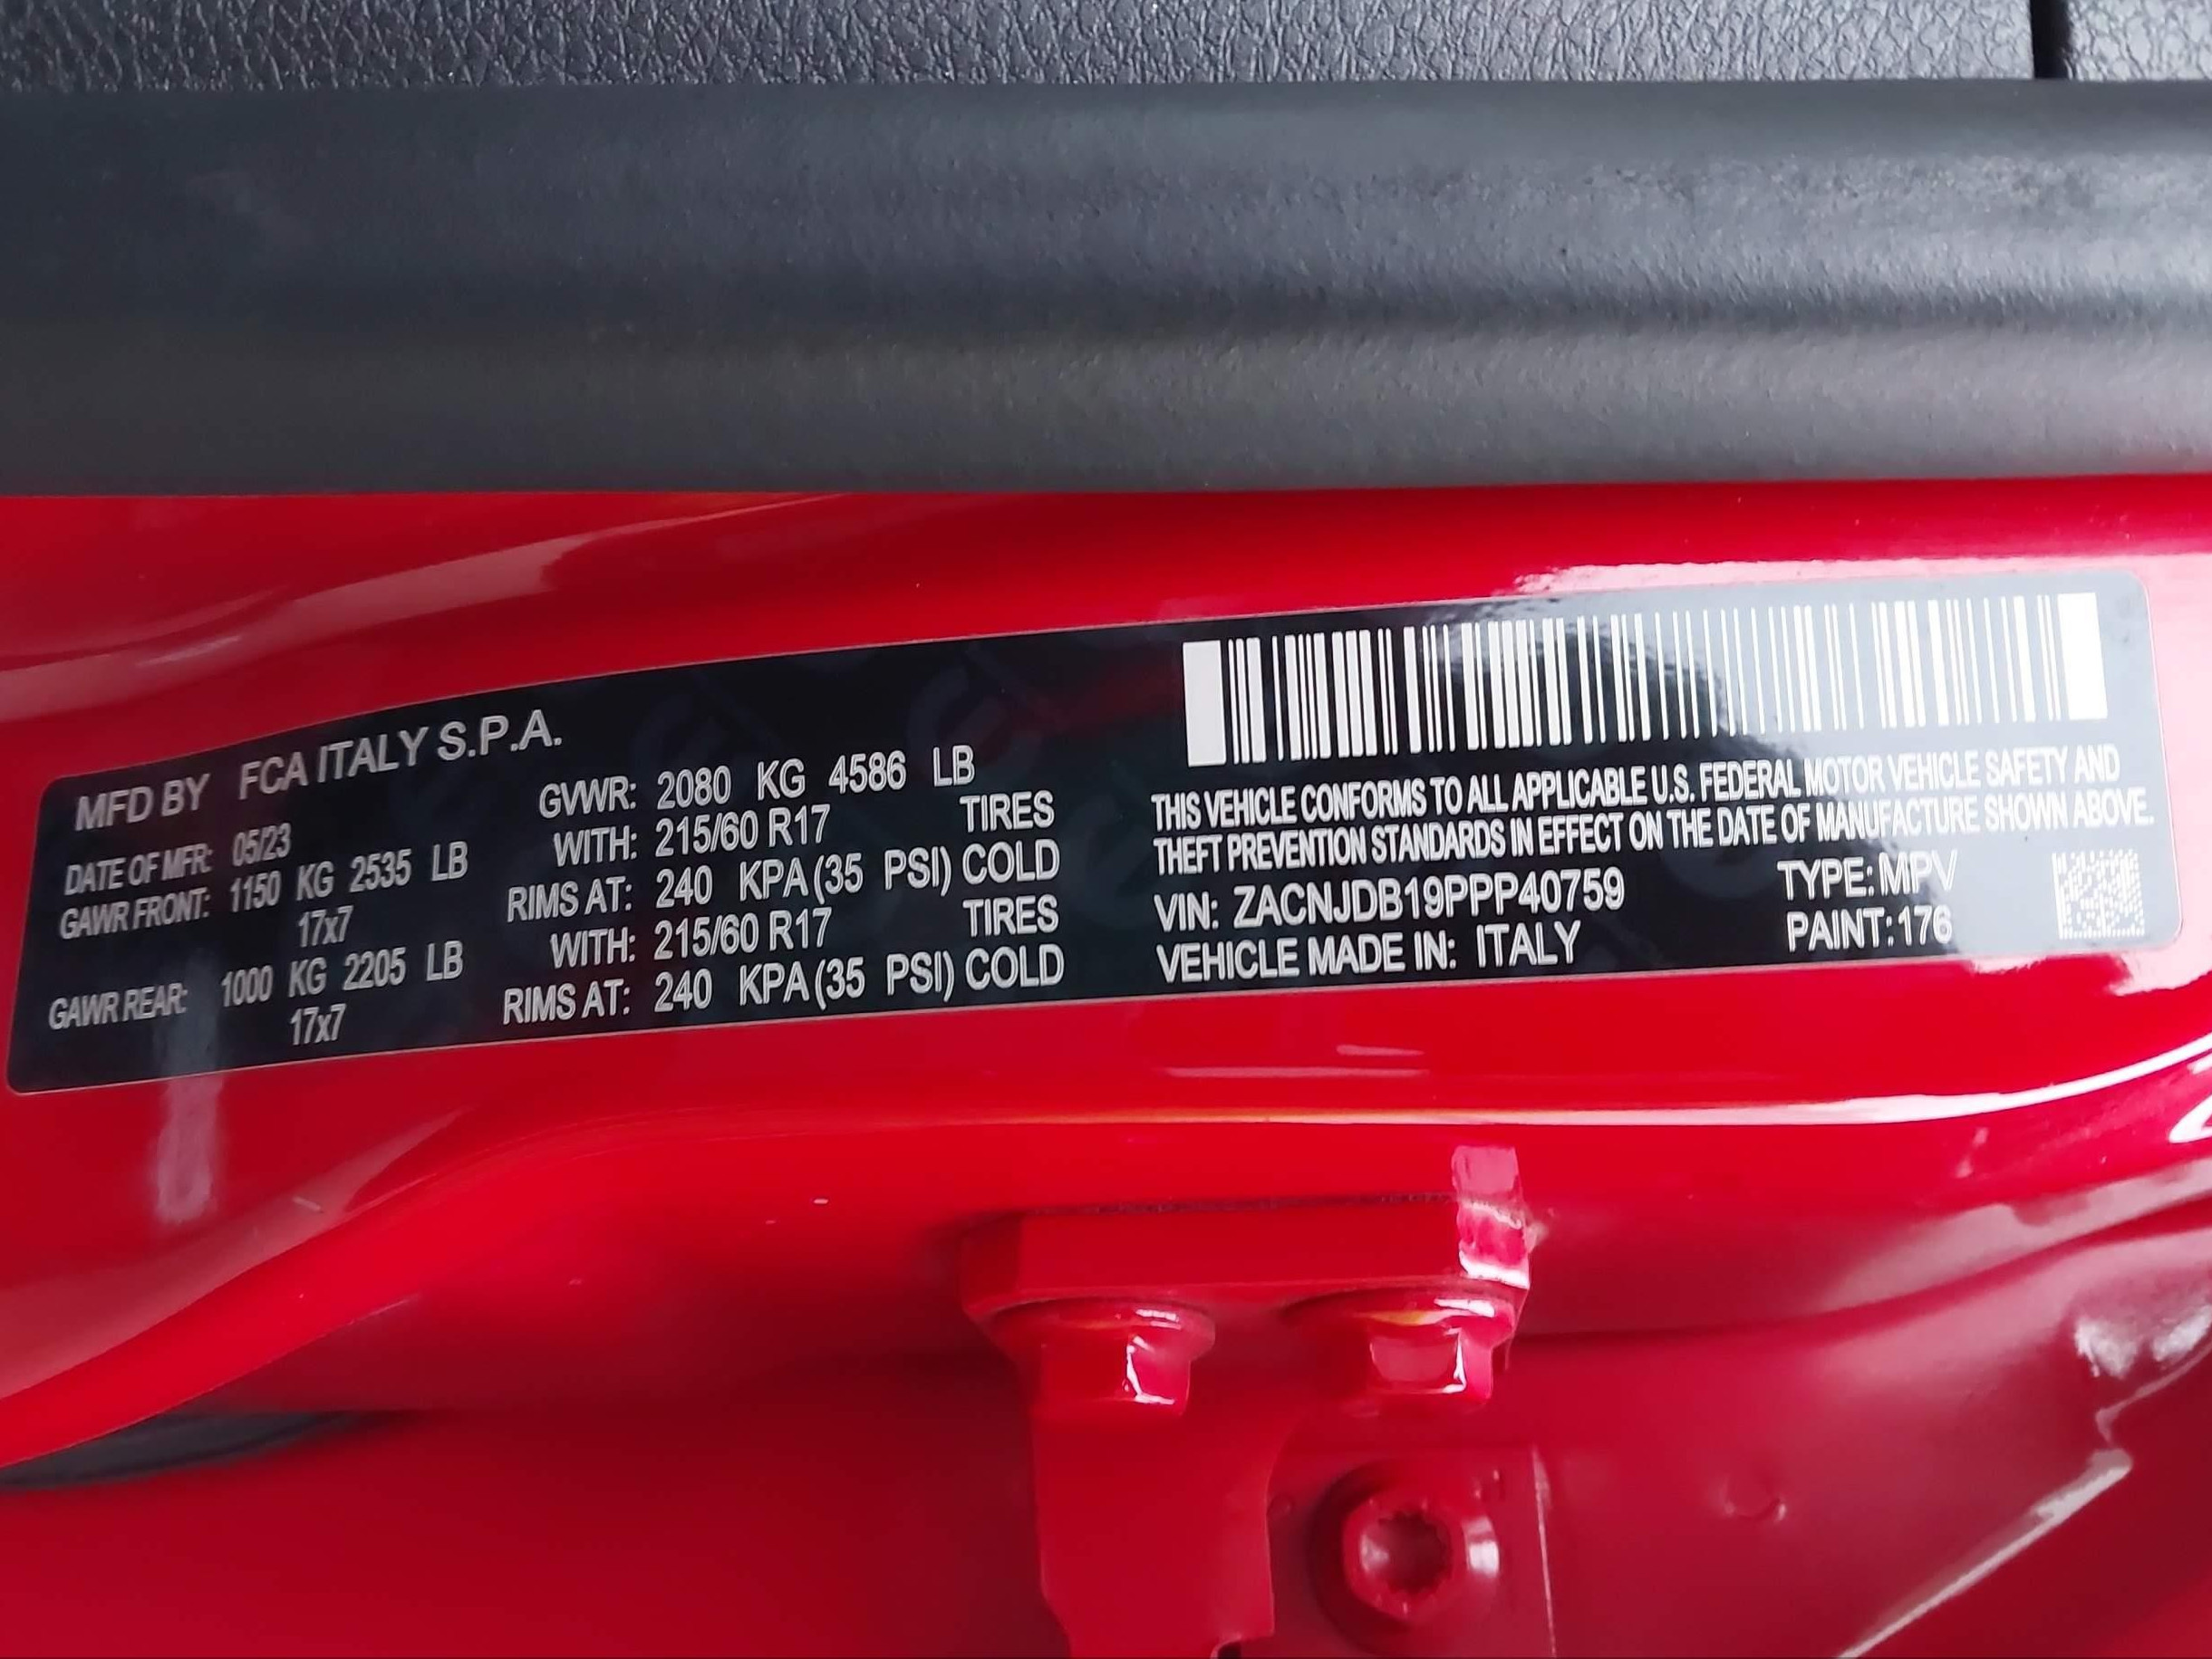 MFD BY FCA ITALY S.P.A.
DATE OF MFR: 05/23 GVWR: 2080 KG 4586 LB
GAWR FRONT: 1150 KG 2535 LB WITH: 215/60 R17 TIRES
17x7 RIMS AT: 240 KPA (35 PSI) COLD
GAWR REAR: 1000 KG 2205 LB WITH: 215/60 R17 TIRES
17x7 RIMS AT: 240 KPA (35 PSI) COLD
THIS VEHICLE CONFORMS TO ALL APPLICABLE U.S. FEDERAL MOTOR VEHICLE SAFETY AND
THEFT PREVENTION STANDARDS IN EFFECT ON THE DATE OF MANUFACTURE SHOWN ABOVE.
VIN: ZACNJDB19PPP40759 TYPE: MPV
VEHICLE MADE IN: ITALY PAINT: 176